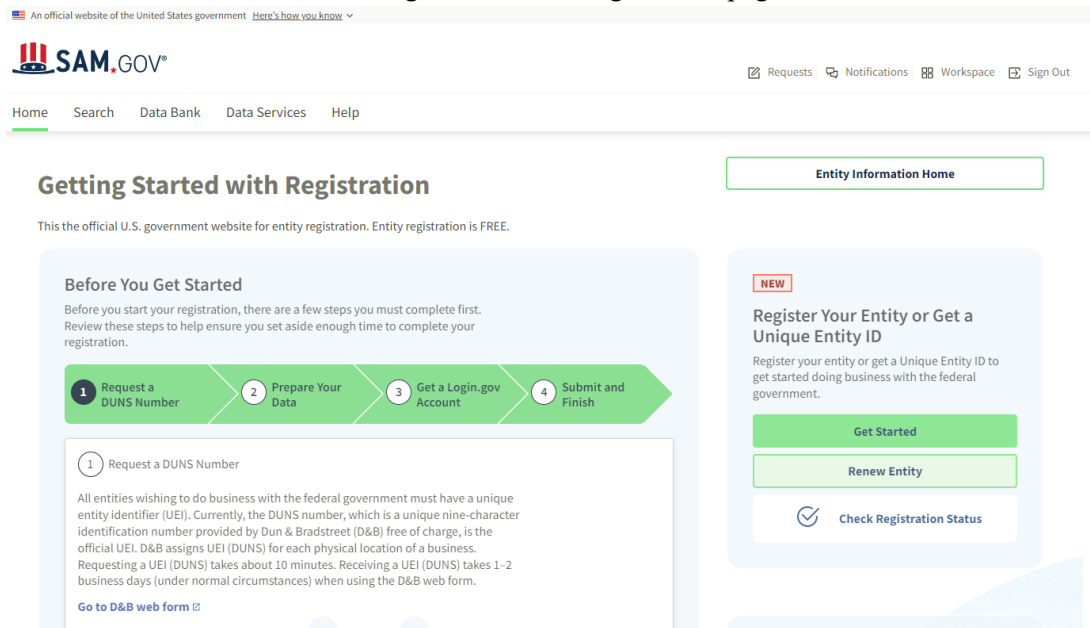 An official website of the United States government Here's how you know
SAM.GOV®
Requests Notifications Workspace Sign Out
Home Search Data Bank Data Services Help
Getting Started with Registration
This the official U.S. government website for entity registration. Entity registration is FREE.
Before You Get Started
Before you start your registration, there are a few steps you must complete first.
Review these steps to help ensure you set aside enough time to complete your
registration.
1 Request a
DUNS Number
2 Prepare Your
Data
3 Get a Login.gov
Account
4 Submit and
Finish
1 Request a DUNS Number
All entities wishing to do business with the federal government must have a unique
entity identifier (UEI). Currently, the DUNS number, which is a unique nine-character
identification number provided by Dun & Bradstreet (D&B) free of charge, is the
official UEI. D&B assigns UEI (DUNS) for each physical location of a business.
Requesting a UEI (DUNS) takes about 10 minutes. Receiving a UEI (DUNS) takes 1–2
business days (under normal circumstances) when using the D&B web form.
Go to D&B web form
Entity Information Home
NEW
Register Your Entity or Get a
Unique Entity ID
Register your entity or get a Unique Entity ID to
get started doing business with the federal
government.
Get Started
Renew Entity
Check Registration Status